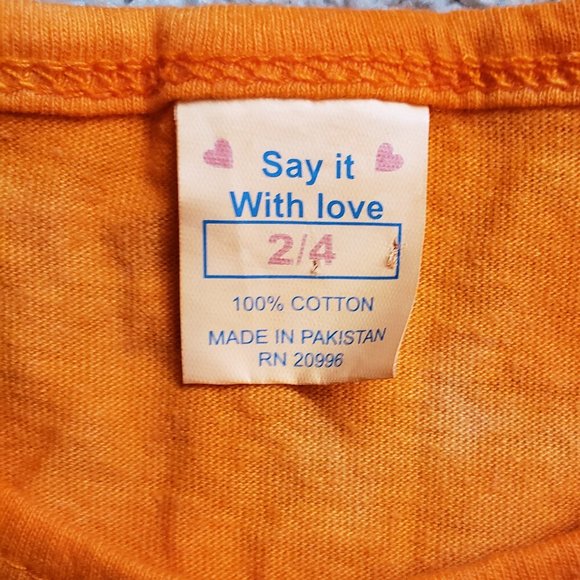 Say it
With love
2/4
100% COTTON
MADE IN PAKISTAN
RN 20996